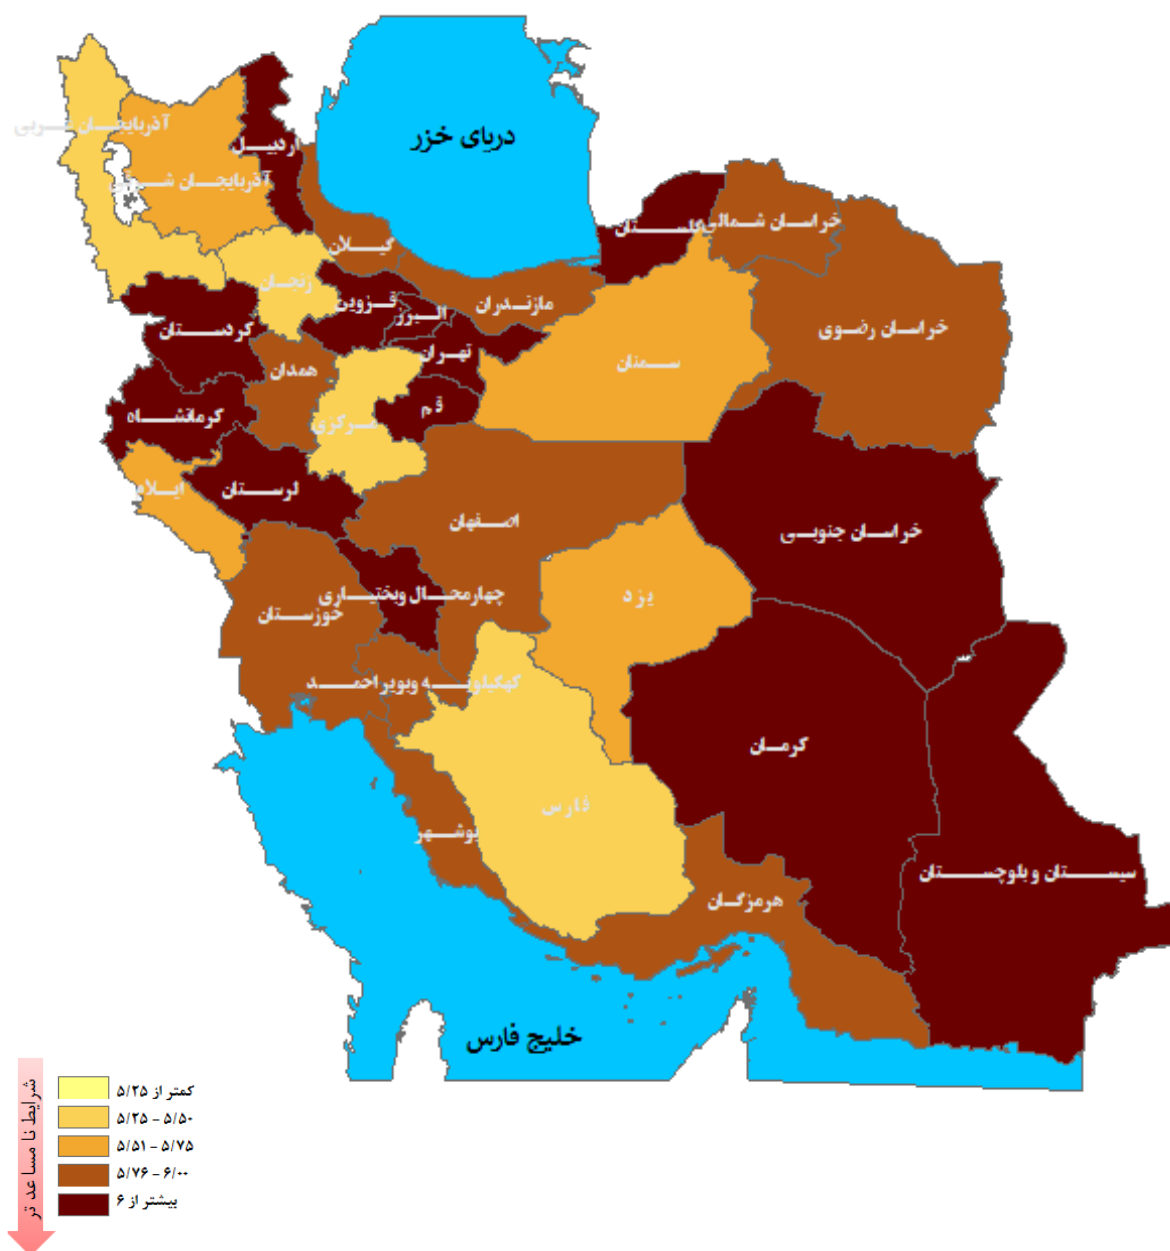 دریای خزر
آذربایجان غربی
اردبیل
آذربایجان شرقی
گیلان
گلستان
خراسان شمالی
زنجان
قزوین
البرز
مازندران
خراسان رضوی
کردستان
تهران
سمنان
همدان
کرمانشاه
مرکزی
قم
ایلام
لرستان
اصفهان
خراسان جنوبی
چهارمحال وبختیاری
خوزستان
یزد
کهگیلویه وبویراحمد
کرمان
فارس
بوشهر
سیستان و بلوچستان
هرمزگان
خلیج فارس
شرایط نا مساعد تر
کمتر از ۵/۲۵
۵/۲۵ - ۵/۵۰
۵/۵۱ - ۵/۷۵
۵/۷۶ - ۶/۰۰
بیشتر از ۶